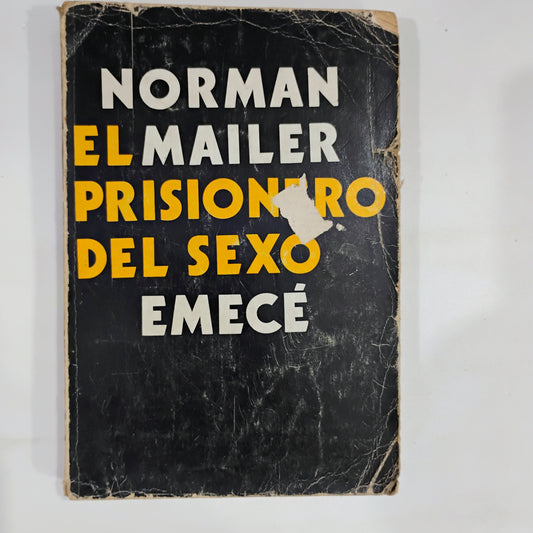 NORMAN
EL MAILER
PRISIONERO
DEL SEXO
EMECÉ